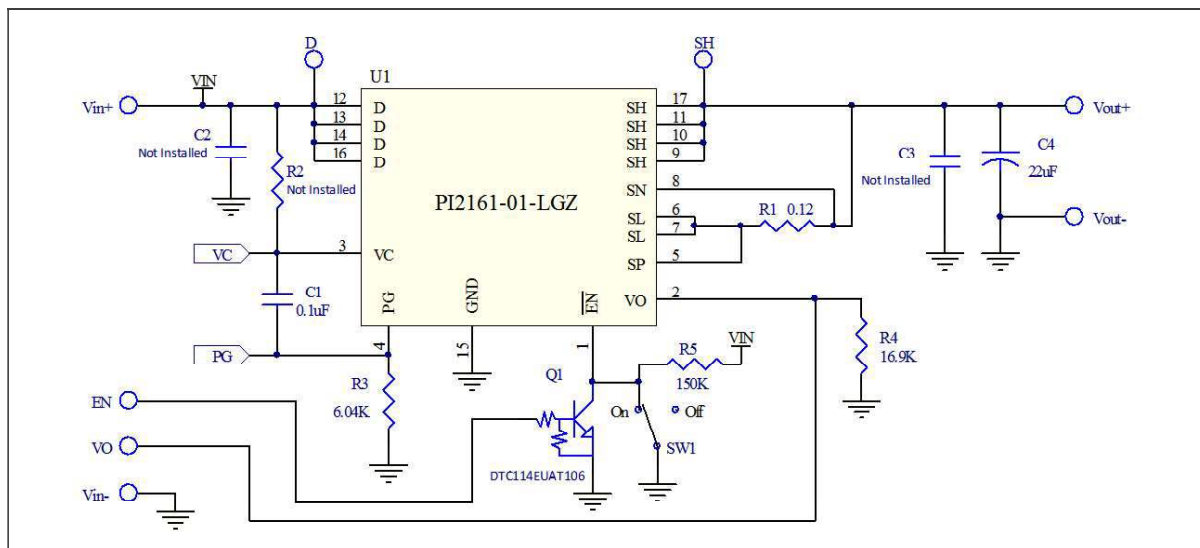 D
SH
U1
VIN
Vin+
12
D
13
D
14
D
16
D
SH
17
SH
11
SH
10
SH
9
Vout+
C2
Not Installed
R2
Not Installed
C3
Not Installed
C4
22uF
PI2161-01-LGZ
SN
8
SL
6
SL
7
SP
5
R1 0.12
Vout-
VC
3
VC
C1
0.1uF
PG
GND
EN
VO
2
PG
4
15
1
R3
6.04K
R4
16.9K
VIN
R5
150K
Q1
On
Off
SW1
EN
VO
DTC114EUAT106
Vin-